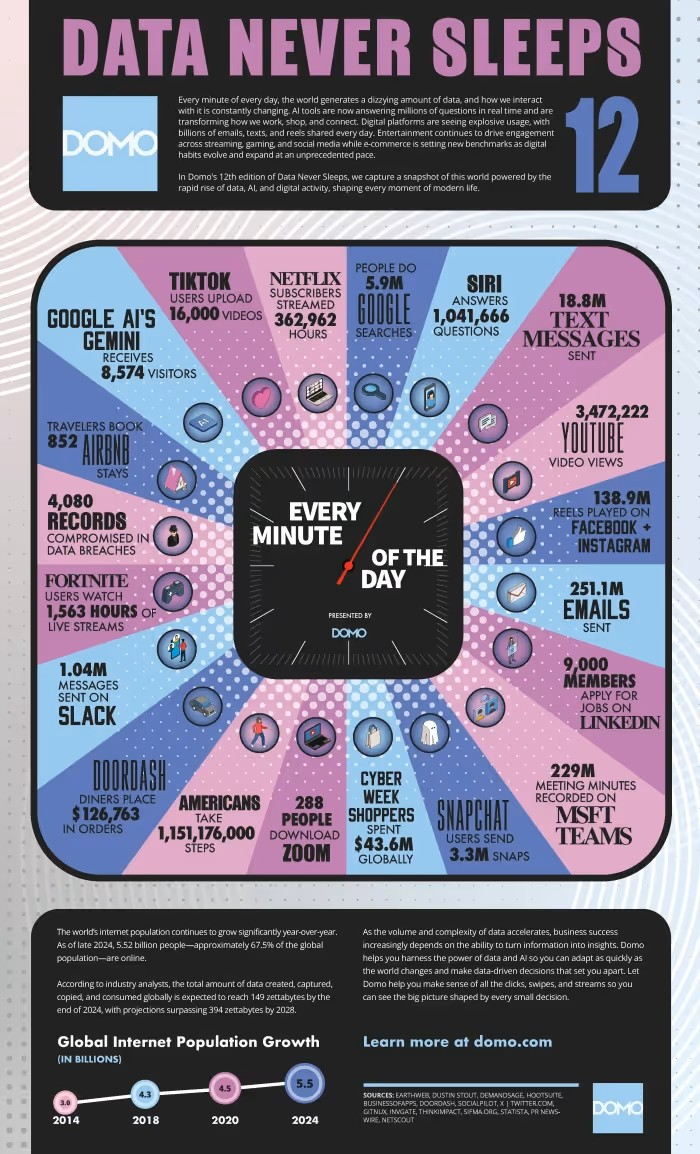 DATA NEVER SLEEPS
DOMO
Every minute of every day, the world generates a dizzying amount of data, and how we interact
with it is constantly changing. AI tools are now answering millions of questions in real time and are
transforming how we work, shop, and connect. Digital platforms are seeing explosive usage, with
billions of emails, texts, and reels shared every day. Entertainment continues to drive engagement
across streaming, gaming, and social media while e-commerce is setting new benchmarks as digital
habits evolve and expand at an unprecedented pace.
In Domo's 12th edition of Data Never Sleeps, we capture a snapshot of this world powered by the
rapid rise of data, AI, and digital activity, shaping every moment of modern life.
12
GOOGLE AI'S
GEMINI
RECEIVES
8,574 VISITORS
TIKTOK
USERS UPLOAD
16,000 VIDEOS
NETFLIX
SUBSCRIBERS
STREAMED
362,962
HOURS
PEOPLE DO
5.9M
GOOGLE
SEARCHES
SIRI
ANSWERS
1,041,666
QUESTIONS
18.8M
TEXT
MESSAGES
SENT
3,472,222
YOUTUBE
VIDEO VIEWS
138.9M
REELS PLAYED ON
FACEBOOK +
INSTAGRAM
251.1M
EMAILS
SENT
9,000
MEMBERS
APPLY FOR
JOBS ON
LINKEDIN
229M
MEETING MINUTES
RECORDED ON
MSFT
TEAMS
SNAPCHAT
USERS SEND
3.3M SNAPS
CYBER
WEEK
SHOPPERS
SPENT
$43.6M
GLOBALLY
288
PEOPLE
DOWNLOAD
ZOOM
AMERICANS
TAKE
1,151,176,000
STEPS
DOORDASH
DINERS PLACE
$126,763
IN ORDERS
1.04M
MESSAGES
SENT ON
SLACK
FORTNITE
USERS WATCH
1,563 HOURS OF
LIVE STREAMS
4,080
RECORDS
COMPROMISED IN
DATA BREACHES
TRAVELERS BOOK
852 AIRBNB
STAYS
EVERY
MINUTE
OF THE
DAY
PRESENTED BY
DOMO
The world's internet population continues to grow significantly year-over-year.
As of late 2024, 5.52 billion people—approximately 67.5% of the global
population—are online.
According to industry analysts, the total amount of data created, captured,
copied, and consumed globally is expected to reach 149 zettabytes by the
end of 2024, with projections surpassing 394 zettabytes by 2028.
As the volume and complexity of data accelerates, business success
increasingly depends on the ability to turn information into insights. Domo
helps you harness the power of data and AI so you can adapt as quickly as
the world changes and make data-driven decisions that set you apart. Let
Domo help you make sense of all the clicks, swipes, and streams so you
can see the big picture shaped by every small decision.
Global Internet Population Growth
(IN BILLIONS)
3.0
4.3
4.5
5.5
2014
2018
2020
2024
Learn more at domo.com
SOURCES: EARTHWEB, DUSTIN STOUT, DEMANDSAGE, HOOTSUITE,
BUSINESSOFAPPS, DOORDASH, SOCIALPILOT, X | TWITTER.COM,
GITNUX, INVGATE, THINKIMPACT, SIFMA.ORG, STATISTA, PR NEWS-
WIRE, NETSCOUT
DOMO